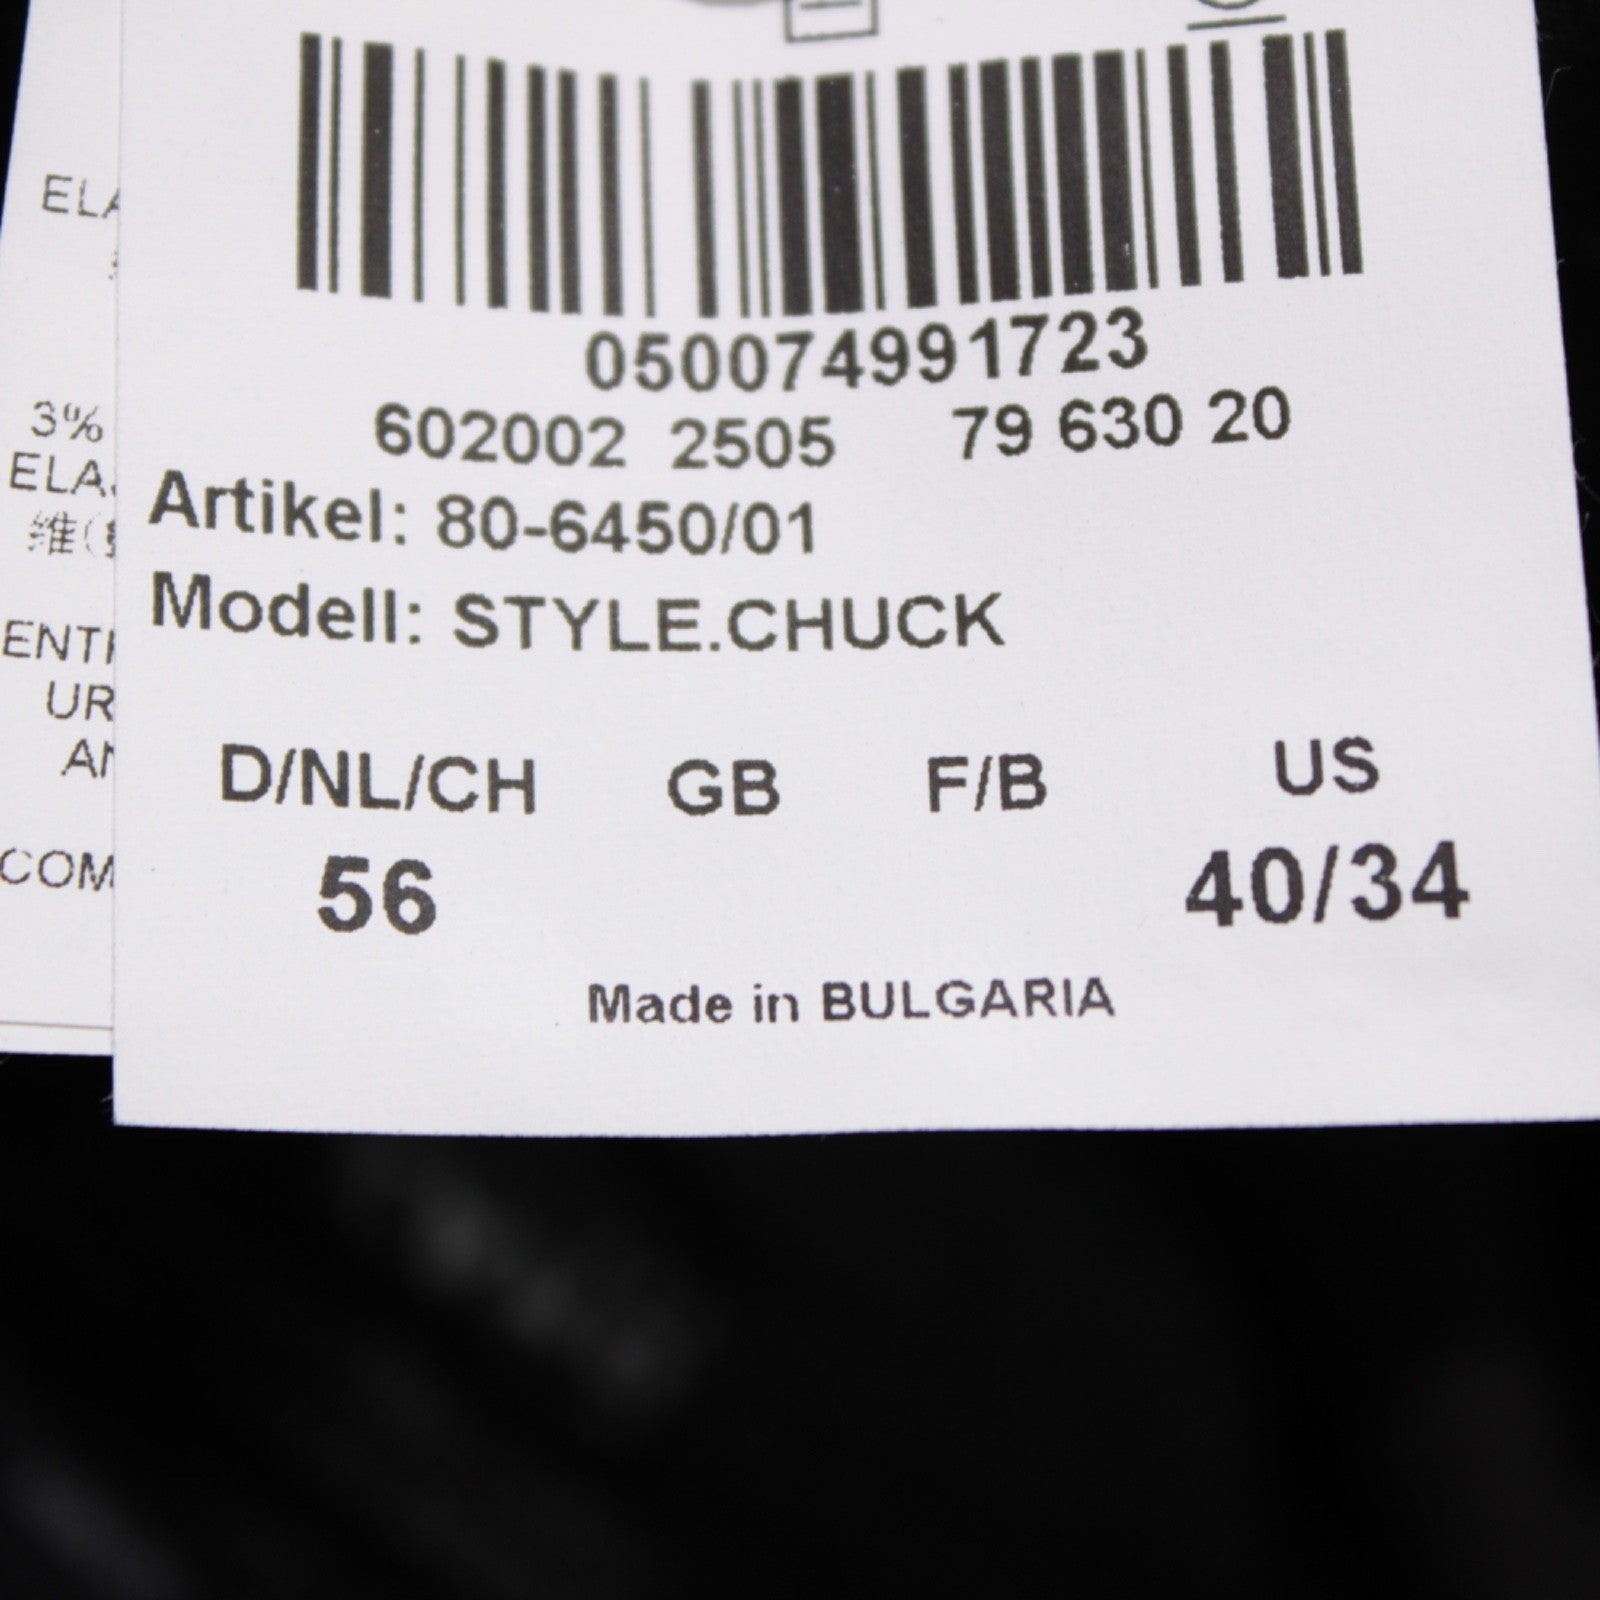 050074991723
602002 2505 79 630 20
Artikel: 80-6450/01
Modell: STYLE.CHUCK
D/NL/CH GB F/B US
56 40/34
Made in BULGARIA
3%